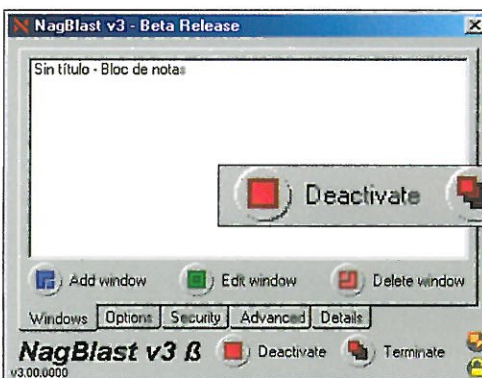 NagBlast v3 - Beta Release
Sin título - Bloc de notas
Deactivate
Add window Edit window Delete window
Windows Options Security Advanced Details
NagBlast v3 ß Deactivate Terminate
v3.00.0000